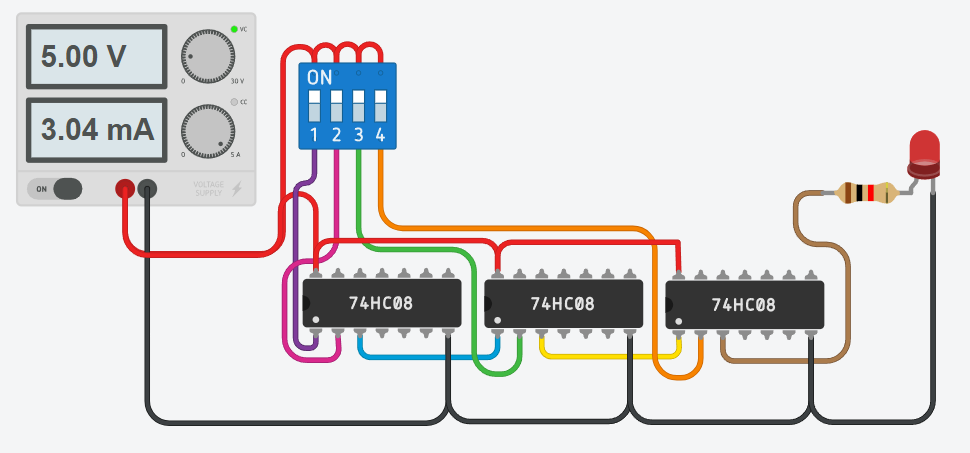 5.00 V
VC
0
30 V
3.04 mA
CC
0
5 A
ON
VOLTAGE
SUPPLY
ON
1 2 3 4
74HC08
74HC08
74HC08